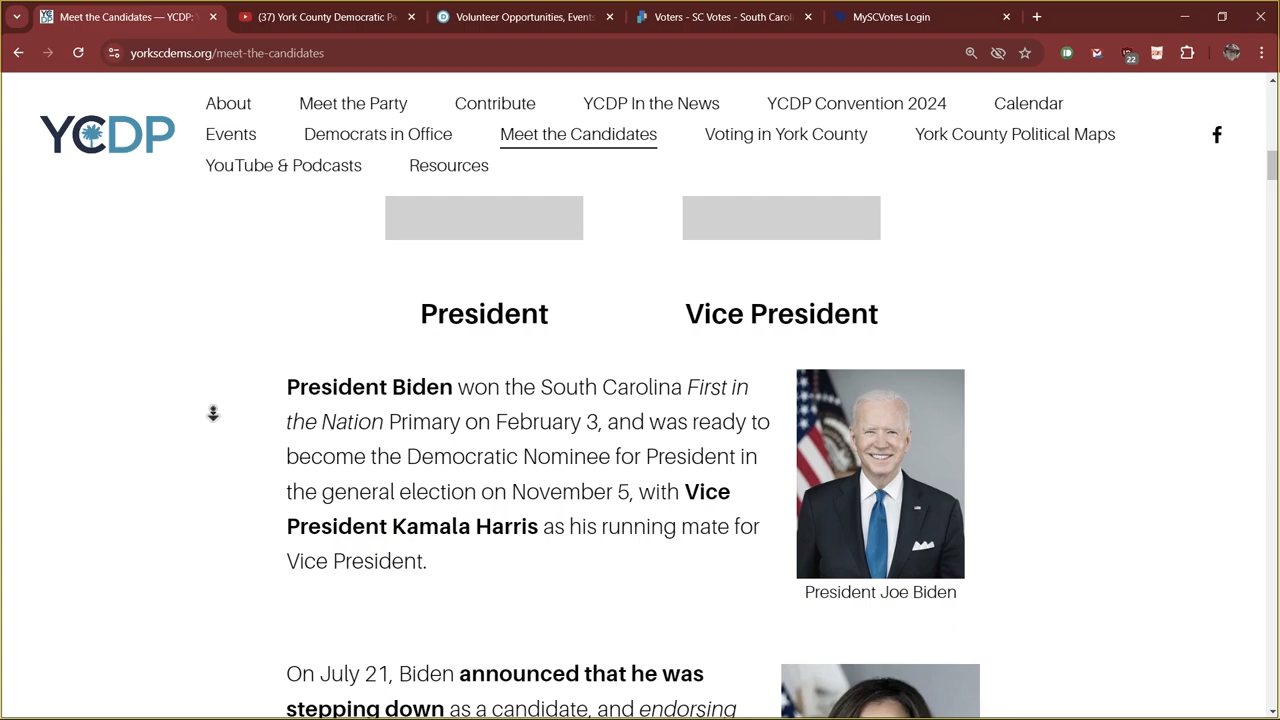 Meet the Candidates — YCDP:
(37) York County Democratic Pa
Volunteer Opportunities, Events
Voters - SC Votes - South Caroli
MySCVotes Login
yorkscdems.org/meet-the-candidates
22
YCDP
About
Meet the Party
Contribute
YCDP In the News
YCDP Convention 2024
Calendar
Events
Democrats in Office
Meet the Candidates
Voting in York County
York County Political Maps
YouTube & Podcasts
Resources
President
Vice President
President Biden won the South Carolina First in
the Nation Primary on February 3, and was ready to
become the Democratic Nominee for President in
the general election on November 5, with Vice
President Kamala Harris as his running mate for
Vice President.
President Joe Biden
On July 21, Biden announced that he was
stepping down as a candidate, and endorsing